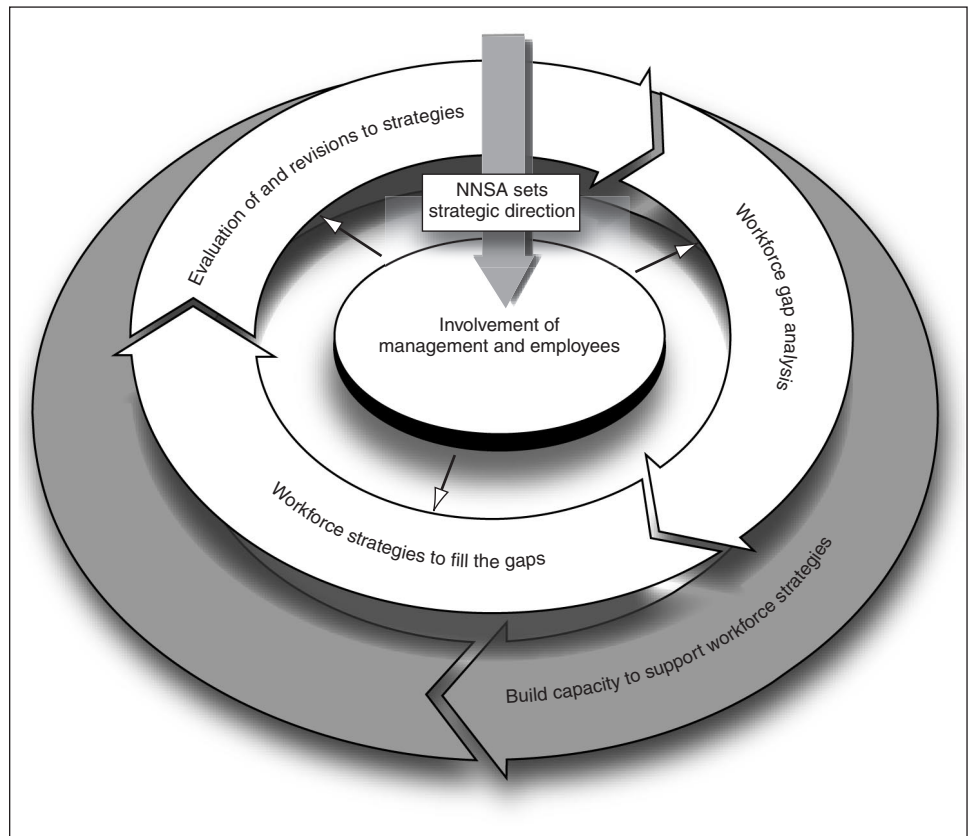 NNSA sets
strategic direction
Evaluation of and revisions to strategies
Workforce gap analysis
Involvement of
management and employees
Workforce strategies to fill the gaps
Build capacity to support workforce strategies